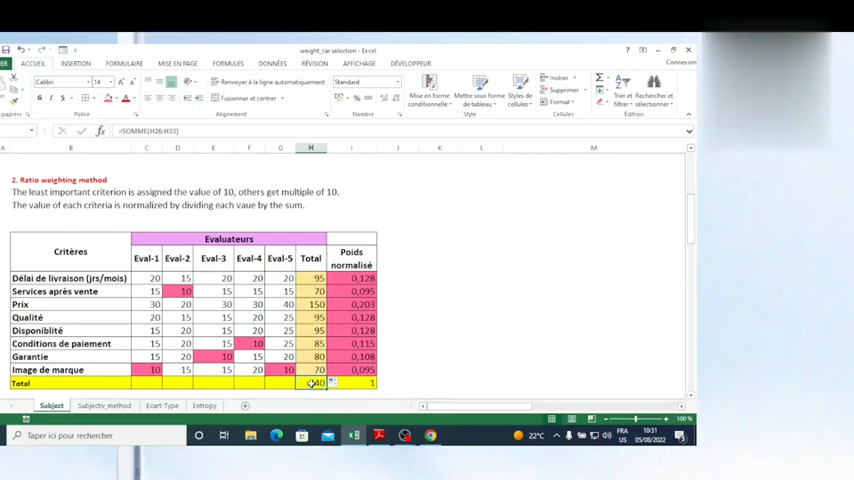 weight_car selection - Excel
ACCUEIL INSERTION FORMULAIRE MISE EN PAGE FORMULES DONNÉES RÉVISION AFFICHAGE DÉVELOPPEUR Connexion
Calibri 14 Renvoyer à la ligne automatiquement Standard Insérer
G I S Fusionner et centrer Mise en forme conditionnelle Mettre sous forme de tableau Styles de cellules Supprimer Trier et filtrer Rechercher et sélectionner
Format
Police Alignement Nombre Style Cellules Édition
=SOMME(H26:H33)
A B C D E F G H I J K L M
2. Ratio weighting method
The least important criterion is assigned the value of 10, others get multiple of 10.
The value of each criteria is normalized by dividing each vaue by the sum.
Critères Evaluateurs
Eval-1 Eval-2 Eval-3 Eval-4 Eval-5 Total Poids normalisé
Délai de livraison (jrs/mois) 20 15 20 20 20 95 0,128
Services après vente 15 10 15 15 15 70 0,095
Prix 30 20 30 30 40 150 0,203
Qualité 20 15 20 15 25 95 0,128
Disponiblité 15 20 15 20 25 95 0,128
Conditions de paiement 15 20 15 10 25 85 0,115
Garantie 15 20 10 15 20 80 0,108
Image de marque 10 15 15 20 10 70 0,095
Total 1
Subject Subjectiv_method Ecart-Type Entropy
100 %
Taper ici pour rechercher 22°C FRA 10:31
US 05/08/2022